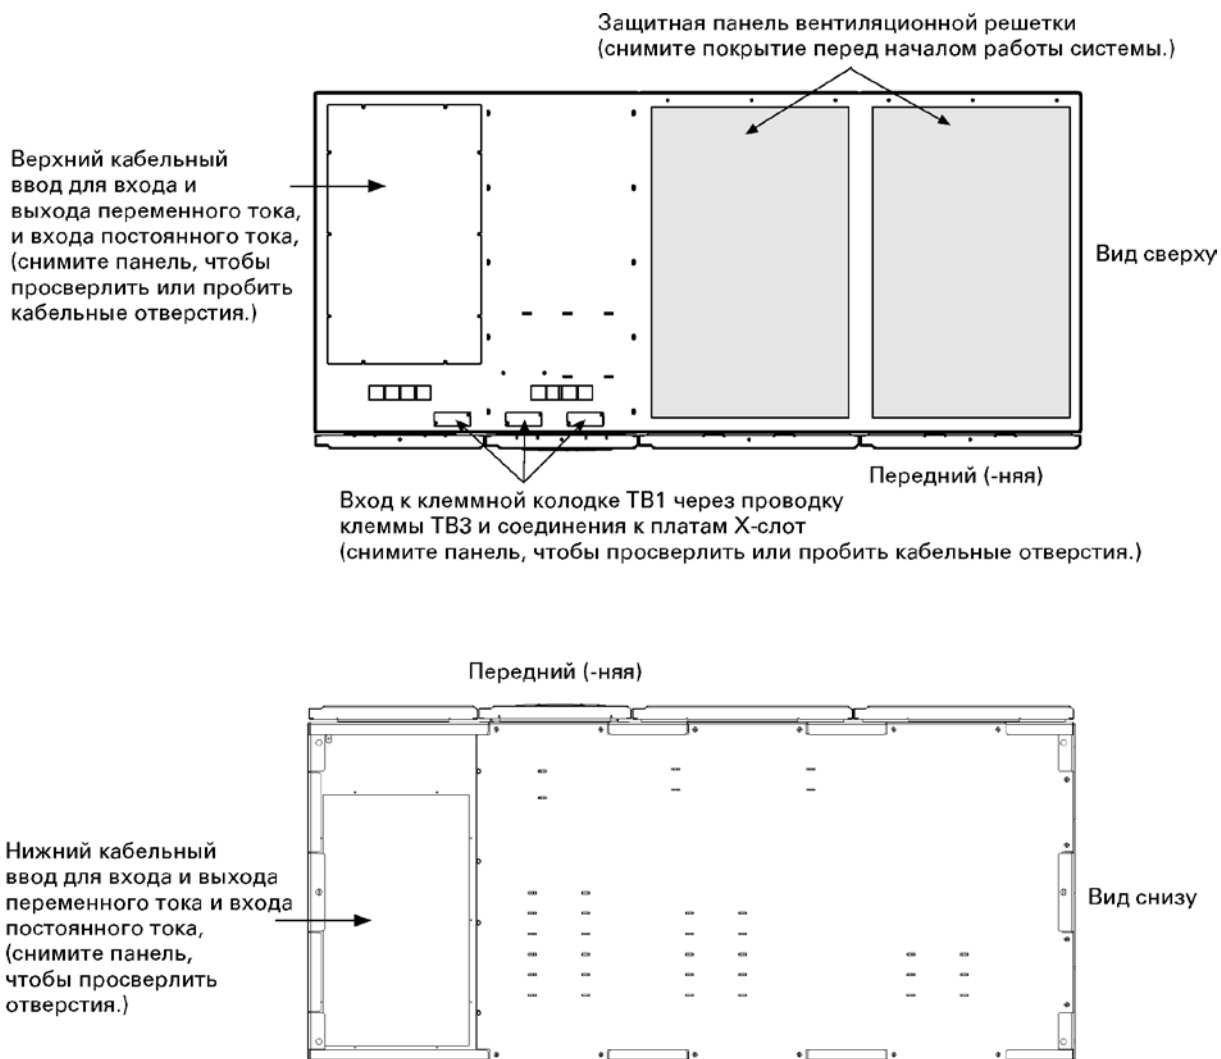 Защитная панель вентиляционной решетки
(снимите покрытие перед началом работы системы.)
Верхний кабельный
ввод для входа и
выхода переменного тока,
и входа постоянного тока,
(снимите панель, чтобы
просверлить или пробить
кабельные отверстия.)
Вид сверху
Передний (-няя)
Вход к клеммной колодке TB1 через проводку
клеммы TB3 и соединения к платам X-слот
(снимите панель, чтобы просверлить или пробить кабельные отверстия.)
Передний (-няя)
Нижний кабельный
ввод для входа и выхода
переменного тока и входа
постоянного тока,
(снимите панель,
чтобы просверлить
отверстия.)
Вид снизу